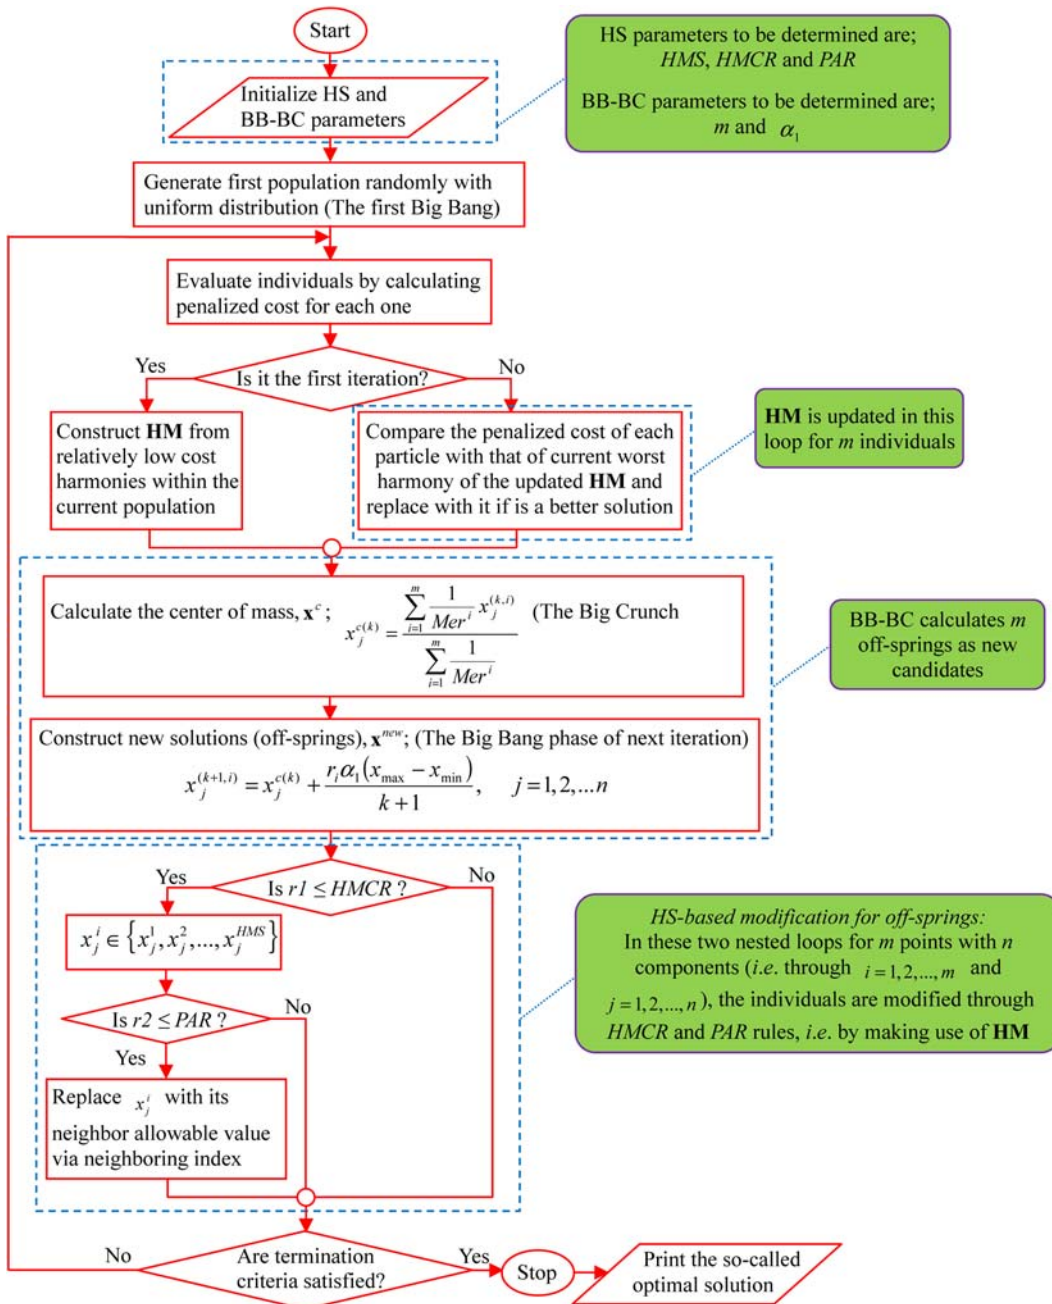 Start
Initialize HS and
BB-BC parameters
HS parameters to be determined are;
HMS, HMCR and PAR
BB-BC parameters to be determined are;
m and α₁
Generate first population randomly with
uniform distribution (The first Big Bang)
Evaluate individuals by calculating
penalized cost for each one
Yes
Is it the first iteration?
No
Construct HM from
relatively low cost
harmonies within the
current population
Compare the penalized cost of each
particle with that of current worst
harmony of the updated HM and
replace with it if is a better solution
HM is updated in this
loop for m individuals
Calculate the center of mass, x^c ; x_j^{c(k)} = \frac{\sum_{i=1}^{m} \frac{1}{Mer^i} x_j^{(k,i)}}{\sum_{i=1}^{m} \frac{1}{Mer^i}} (The Big Crunch
BB-BC calculates m
off-springs as new
candidates
Construct new solutions (off-springs), x^{new}; (The Big Bang phase of next iteration)
x_j^{(k+1,i)} = x_j^{c(k)} + \frac{r_i α_1 (x_{max} − x_{min})}{k+1}, j = 1, 2, ... n
Yes
Is r1 ≤ HMCR ?
No
x_j^i ∈ {x_j^1, x_j^2, ..., x_j^{HMS}}
Is r2 ≤ PAR ?
No
Yes
Replace x_j^i with its
neighbor allowable value
via neighboring index
HS-based modification for off-springs:
In these two nested loops for m points with n
components (i.e. through i = 1, 2, ..., m and
j = 1, 2, ..., n), the individuals are modified through
HMCR and PAR rules, i.e. by making use of HM
No
Are termination
criteria satisfied?
Yes
Stop
Print the so-called
optimal solution